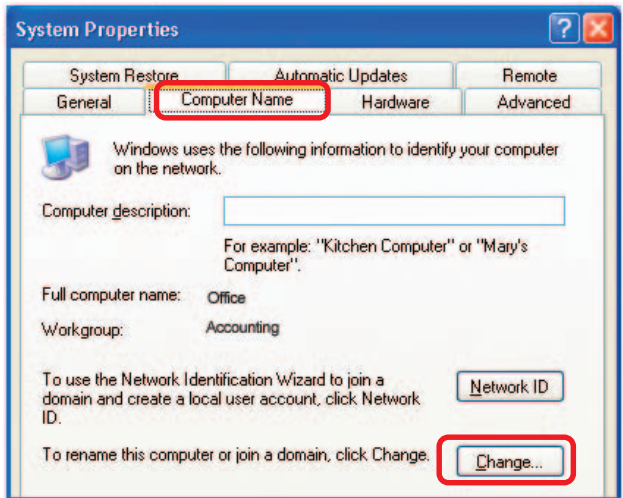 System Properties
System Restore Automatic Updates Remote
General Computer Name Hardware Advanced
Windows uses the following information to identify your computer
on the network.
Computer description:
For example: "Kitchen Computer" or "Mary's
Computer".
Full computer name: Office
Workgroup: Accounting
To use the Network Identification Wizard to join a
domain and create a local user account, click Network
ID.
Network ID
To rename this computer or join a domain, click Change.
Change...